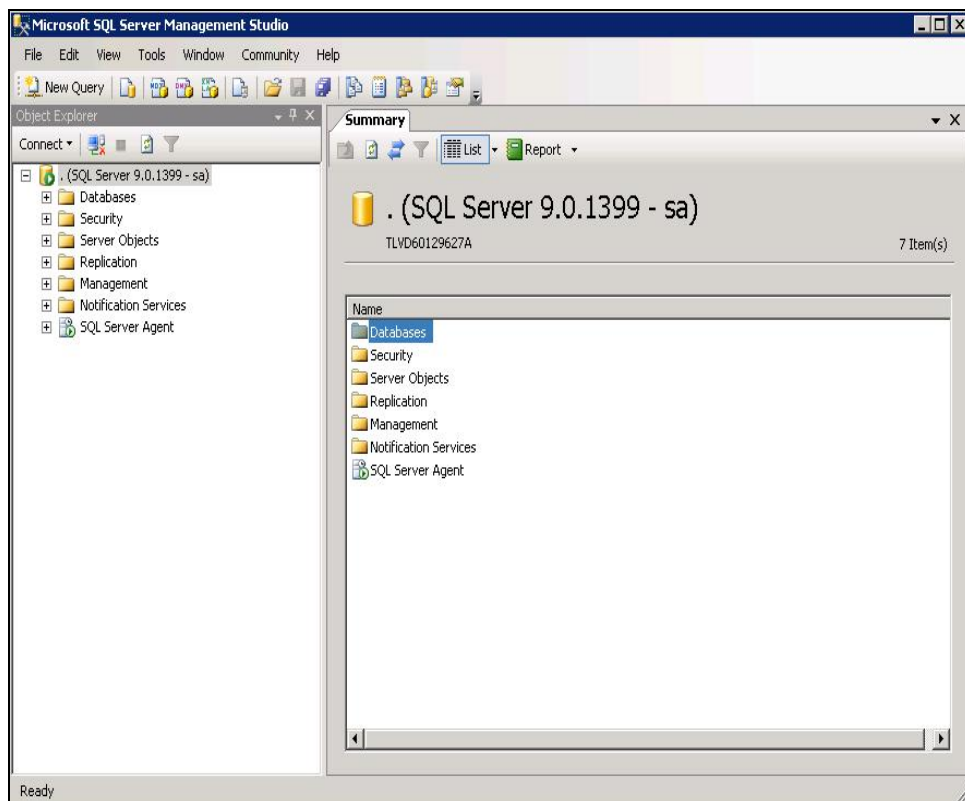 Microsoft SQL Server Management Studio
File Edit View Tools Window Community Help
New Query
Object Explorer
Connect
. (SQL Server 9.0.1399 - sa)
Databases
Security
Server Objects
Replication
Management
Notification Services
SQL Server Agent
Summary
List Report
. (SQL Server 9.0.1399 - sa)
TLVD60129627A 7 Item(s)
Name
Databases
Security
Server Objects
Replication
Management
Notification Services
SQL Server Agent
Ready